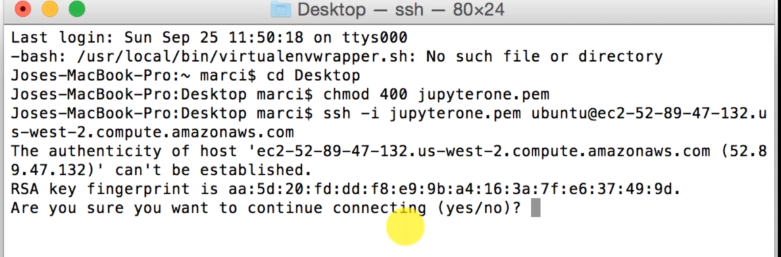 Desktop — ssh — 80×24
Last login: Sun Sep 25 11:50:18 on ttys000
-bash: /usr/local/bin/virtualenvwrapper.sh: No such file or directory
Joses-MacBook-Pro:~ marci$ cd Desktop
Joses-MacBook-Pro:Desktop marci$ chmod 400 jupyterone.pem
Joses-MacBook-Pro:Desktop marci$ ssh -i jupyterone.pem ubuntu@ec2-52-89-47-132.u
s-west-2.compute.amazonaws.com
The authenticity of host 'ec2-52-89-47-132.us-west-2.compute.amazonaws.com (52.8
9.47.132)' can't be established.
RSA key fingerprint is aa:5d:20:fd:dd:f8:e9:9b:a4:16:3a:7f:e6:37:49:9d.
Are you sure you want to continue connecting (yes/no)?